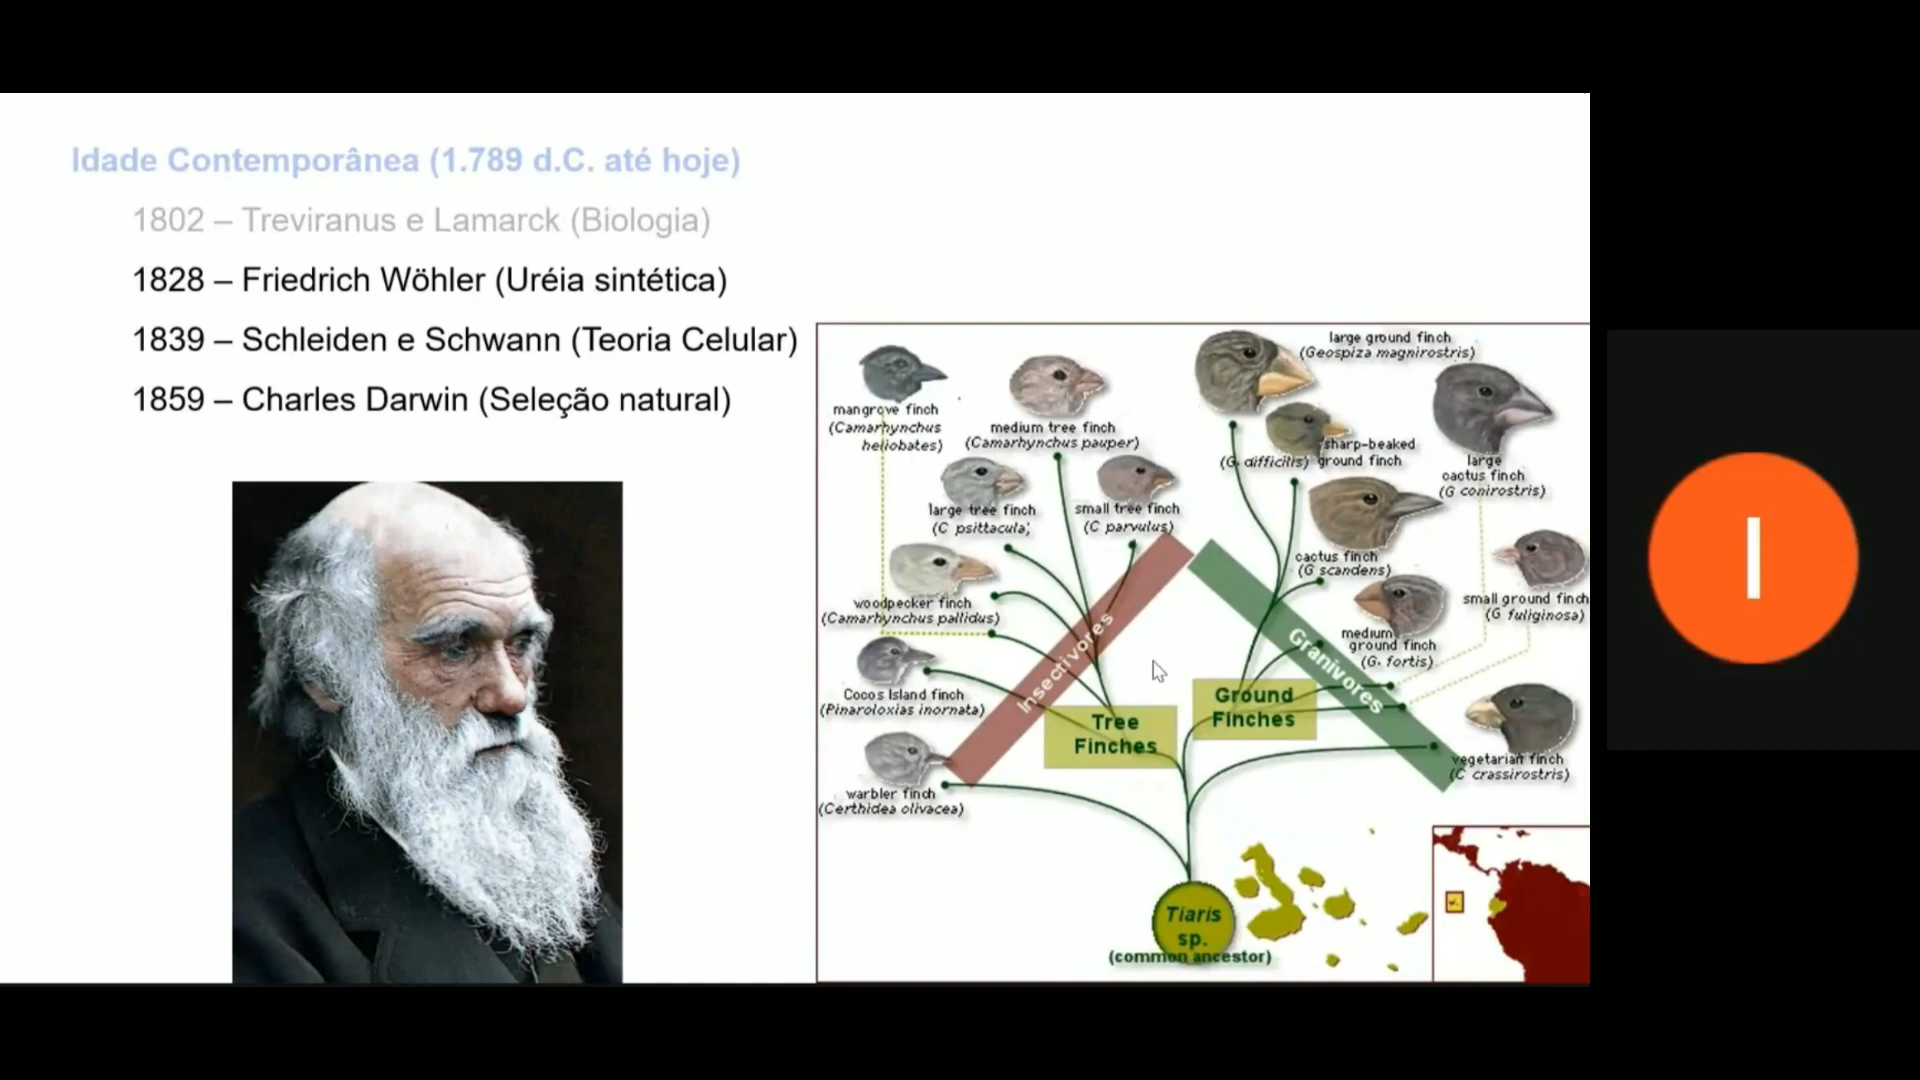 Idade Contemporânea (1.789 d.C. até hoje)
1802 – Treviranus e Lamarck (Biologia)
1828 – Friedrich Wöhler (Uréia sintética)
1839 – Schleiden e Schwann (Teoria Celular)
1859 – Charles Darwin (Seleção natural)
mangrove finch
(Camarhynchus
heliobates)
medium tree finch
(Camarhynchus pauper)
large tree finch
(C psittacula;
small tree finch
(C parvulus)
woodpecker finch
(Camarhynchus pallidus)
Cocos Island finch
(Pinaroloxias inornata)
warbler finch
(Certhidea olivacea)
Insectivores
Tree
Finches
large ground finch
(Geospiza magnirostris)
sharp-beaked
(G. difficilis) ground finch
large
cactus finch
(G conirostris)
cactus finch
(G scandens)
small ground finch
(G fuliginosa)
medium
ground finch
(G. fortis)
Granivores
Ground
Finches
vegetarian finch
(C crassirostris)
Tiaris
sp.
(common ancestor)
I